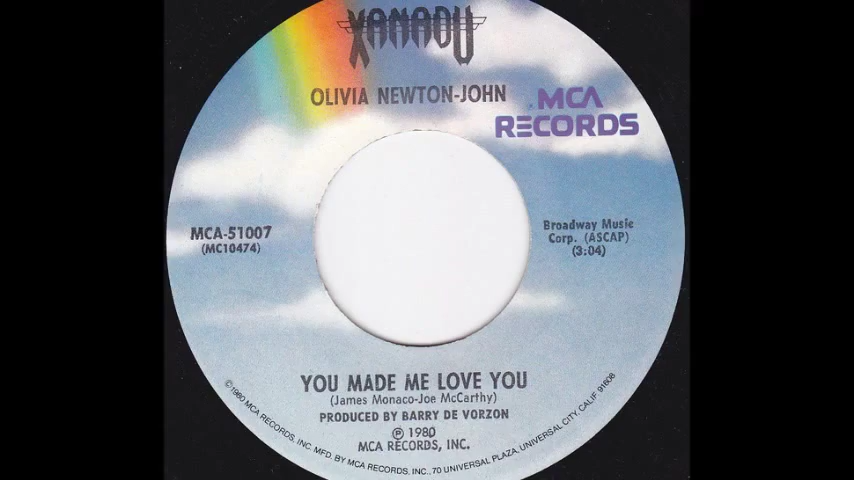 XANADU
OLIVIA NEWTON-JOHN
MCA
RECORDS
MCA-51007
(MC10474)
Broadway Music
Corp. (ASCAP)
(3:04)
YOU MADE ME LOVE YOU
(James Monaco-Joe McCarthy)
PRODUCED BY BARRY DE VORZON
℗ 1980
MCA RECORDS, INC.
©1980 MCA RECORDS, INC. MFD. BY MCA RECORDS, INC., 70 UNIVERSAL PLAZA, UNIVERSAL CITY, CALIF. 91608